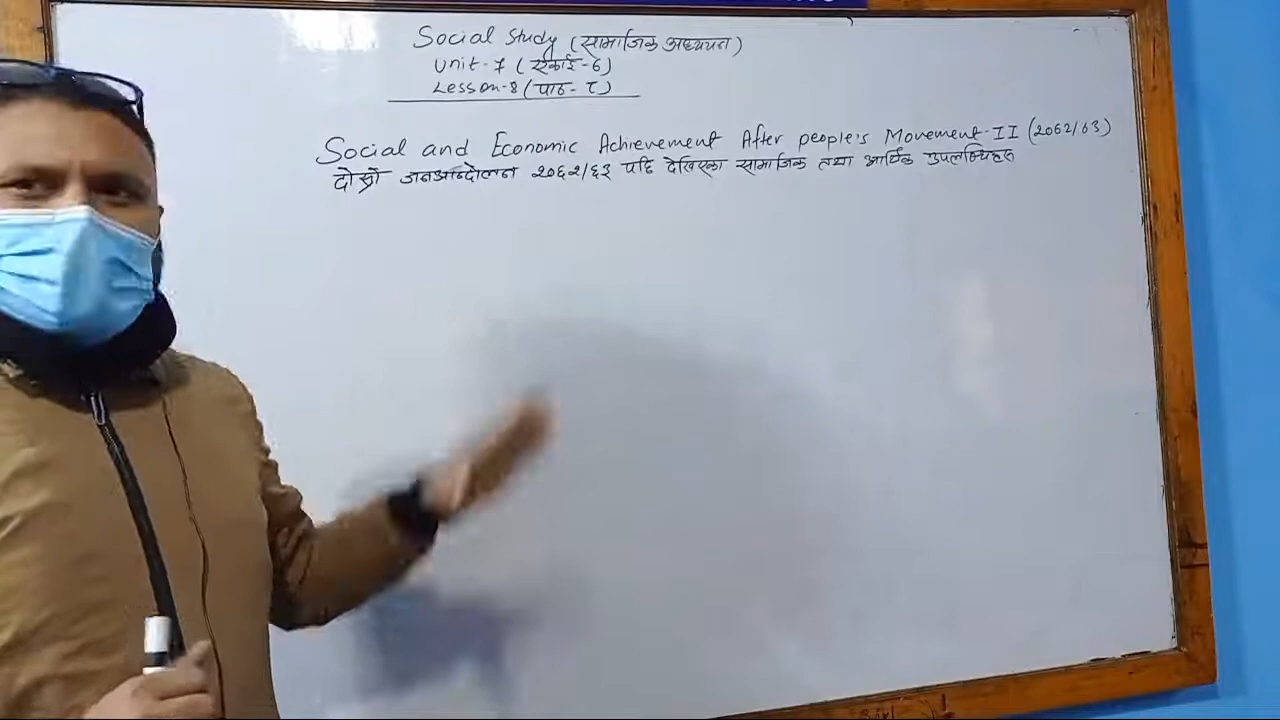 Social Study (सामाजिक अध्ययन)
Unit-7 (एकाई-6)
Lesson-8 (पाठ-८)
Social and Economic Achievement After people's Movement-II (2062/63)
दोस्रो जनआन्दोलन २०६२/६३ पछि देखिएका सामाजिक तथा आर्थिक उपलब्धिहरु